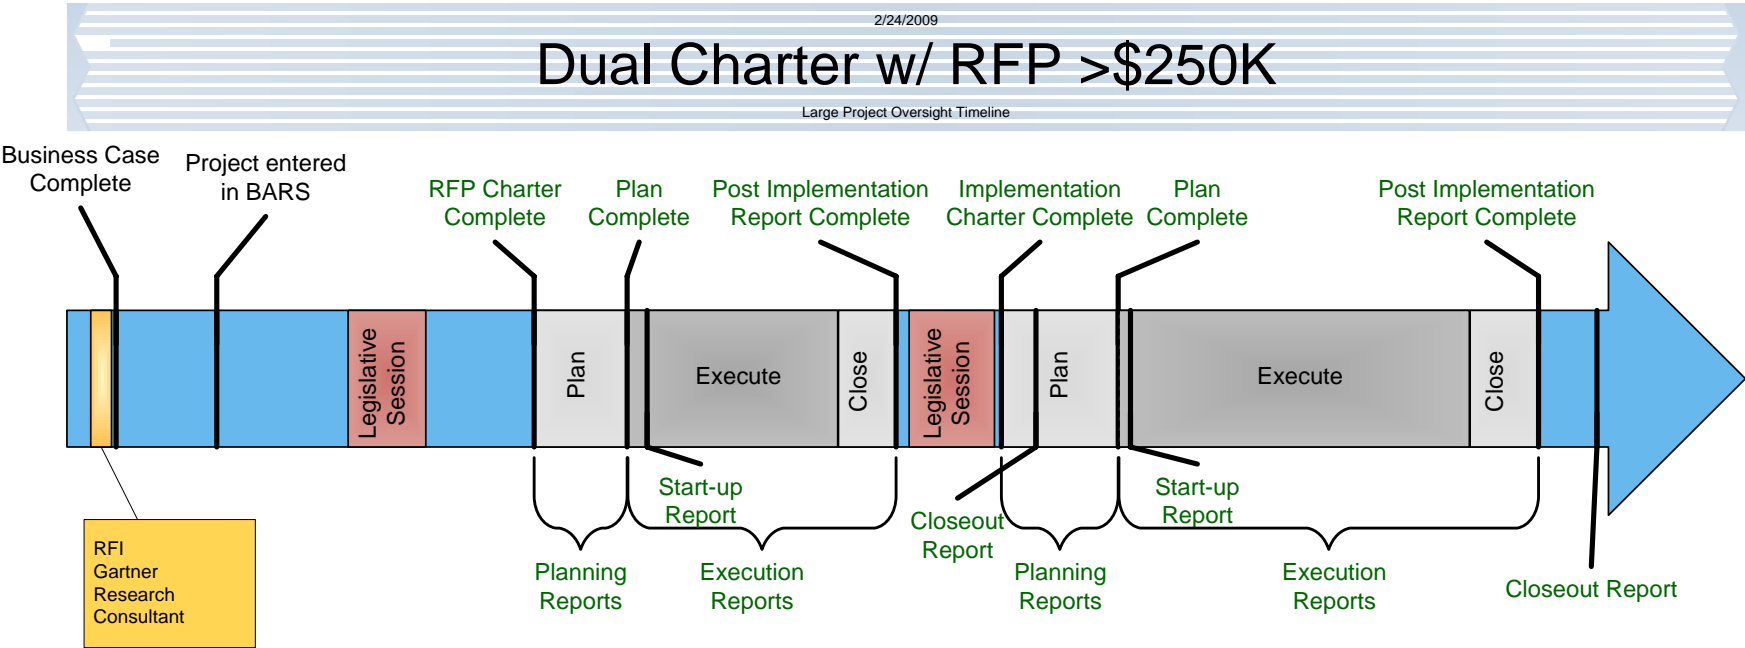 2/24/2009
Dual Charter w/ RFP >$250K
Large Project Oversight Timeline
Business Case
Complete
Project entered
in BARS
RFP Charter
Complete
Plan
Complete
Post Implementation
Report Complete
Implementation
Charter Complete
Plan
Complete
Post Implementation
Report Complete
Legislative
Session
Plan
Execute
Close
Legislative
Session
Plan
Execute
Close
Start-up
Report
Closeout
Report
Start-up
Report
Planning
Reports
Execution
Reports
Planning
Reports
Execution
Reports
Closeout Report
RFI
Gartner
Research
Consultant